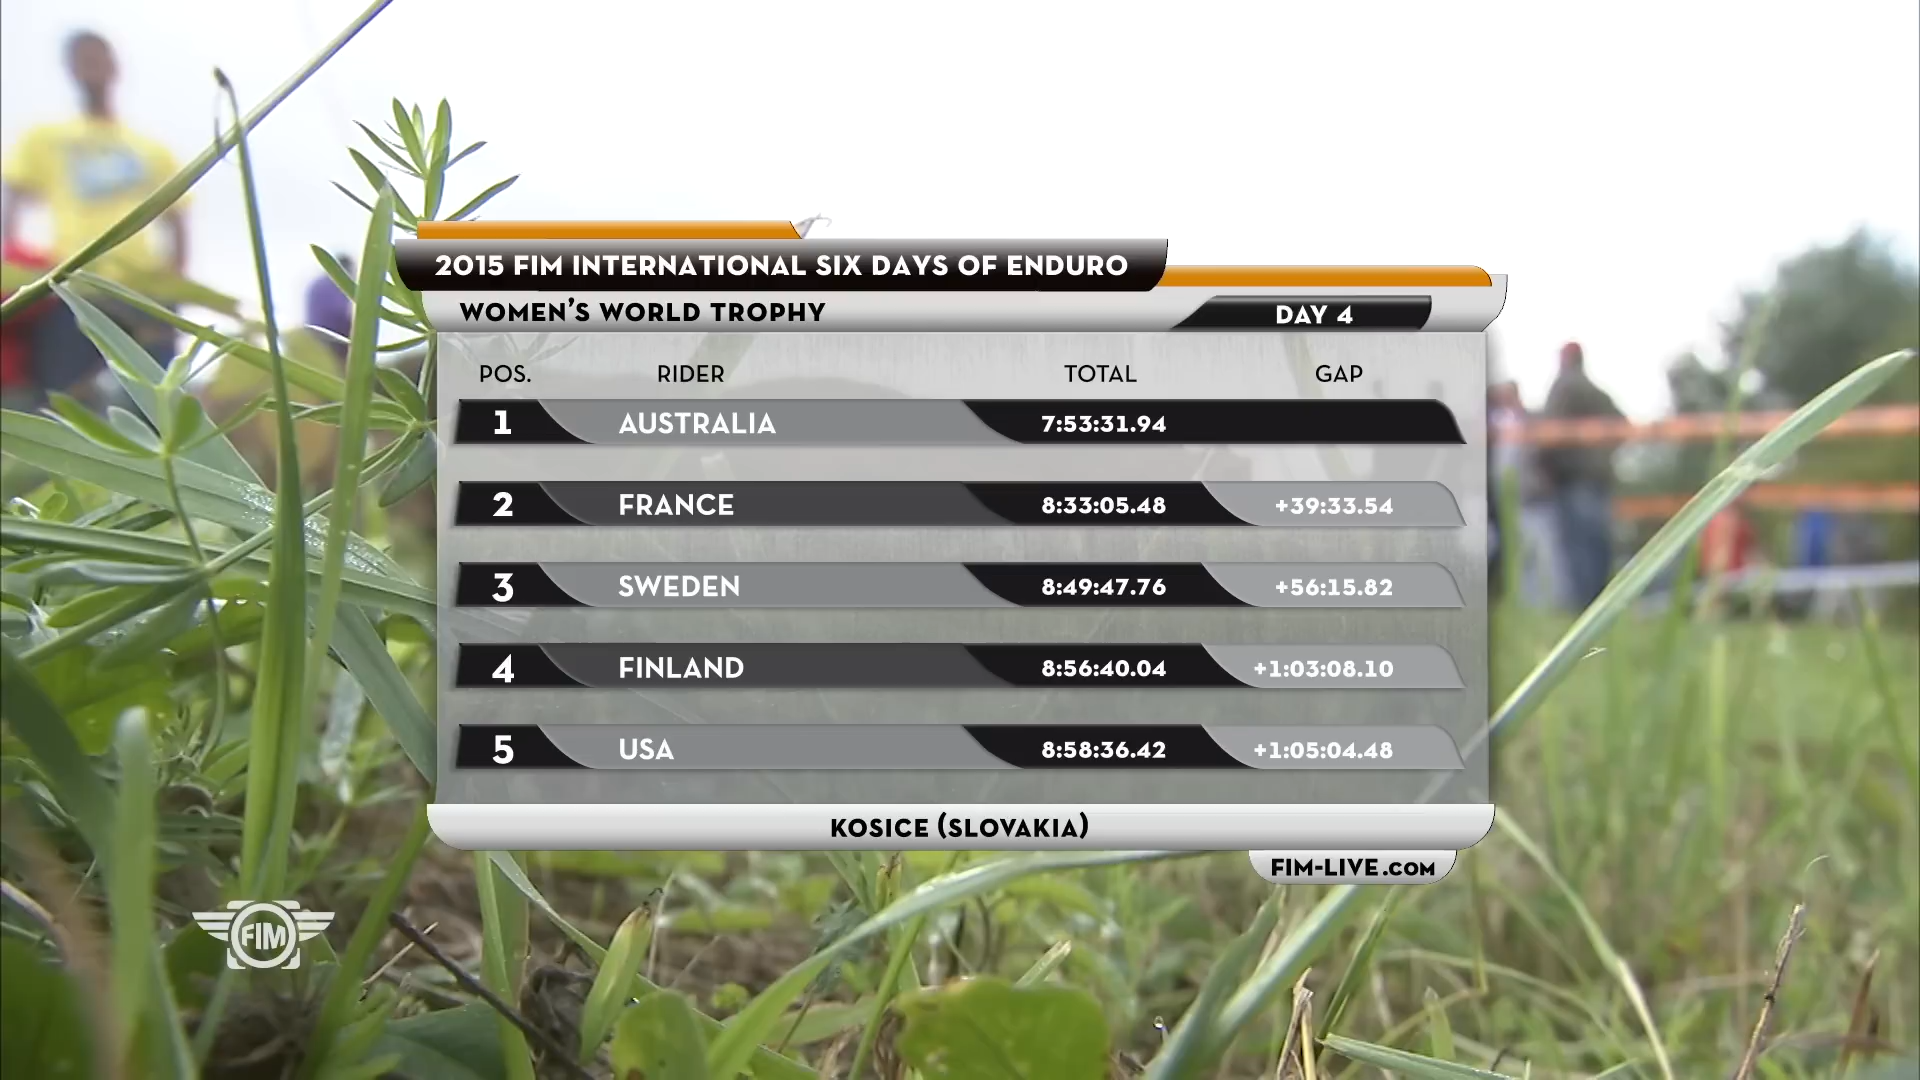 2015 FIM INTERNATIONAL SIX DAYS OF ENDURO
WOMEN'S WORLD TROPHY DAY 4
POS. RIDER TOTAL GAP
1 AUSTRALIA 7:53:31.94
2 FRANCE 8:33:05.48 +39:33.54
3 SWEDEN 8:49:47.76 +56:15.82
4 FINLAND 8:56:40.04 +1:03:08.10
5 USA 8:58:36.42 +1:05:04.48
KOSICE (SLOVAKIA)
FIM-LIVE.COM
FIM